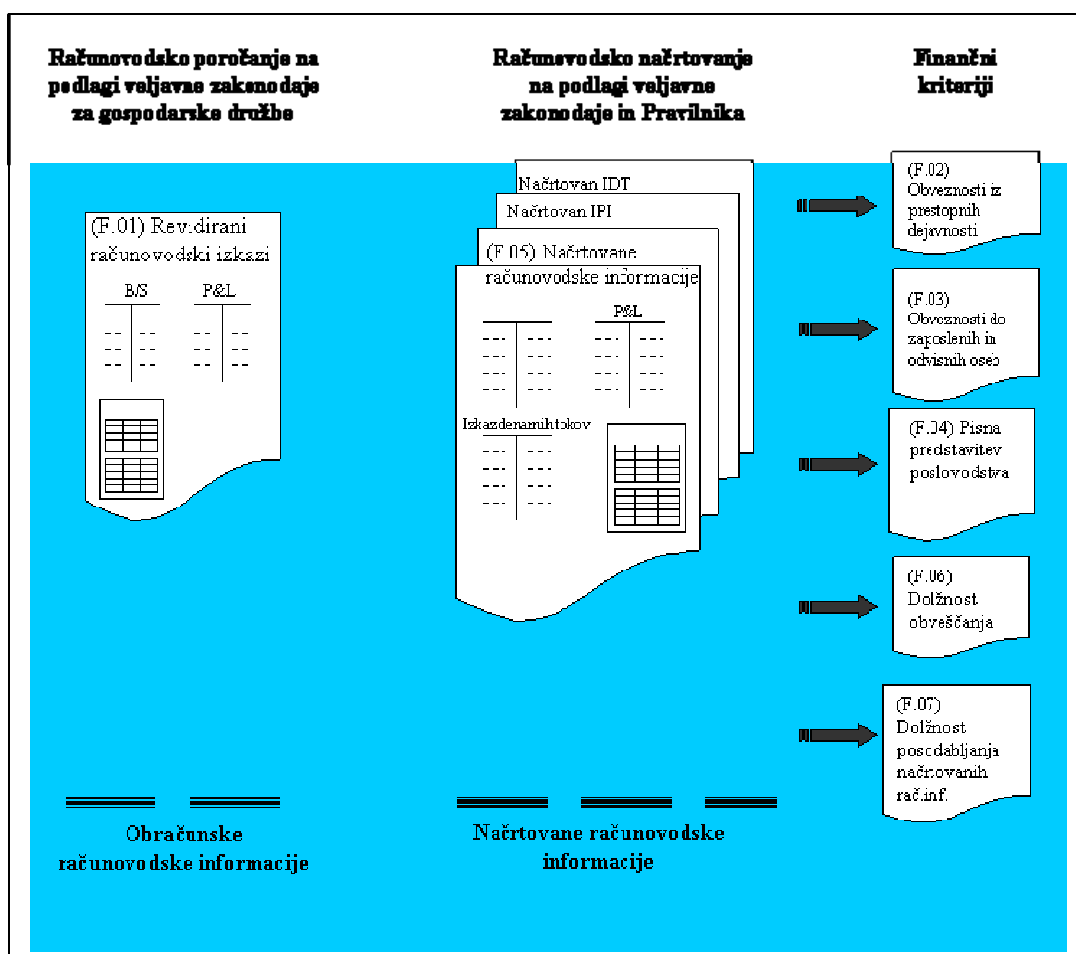 Računovodsko poročanje na
podlagi veljavne zakonodaje
za gospodarske družbe
Računovodsko načrtovanje
na podlagi veljavne
zakonodaje in Pravilnika
Finančni
kriteriji
(F.01) Revidirani
računovodski izkazi
B/S P&L
Načrtovan IDT
Načrtovan IPI
(F.05) Načrtovane
računovodske informacije
P&L
Izkazdenarnihtokov
(F.02)
Obveznosti iz
prestopnih
dejavnosti
(F.03)
Obveznosti do
zaposlenih in
odvisnih oseb
(F.04) Pisna
predstavitev
poslovodstva
(F.06)
Dolžnost
obveščanja
(F.07)
Dolžnost
posodabljanja
načrtovanih
rač.inf.
Obračunske
računovodske informacije
Načrtovane računovodske
informacije